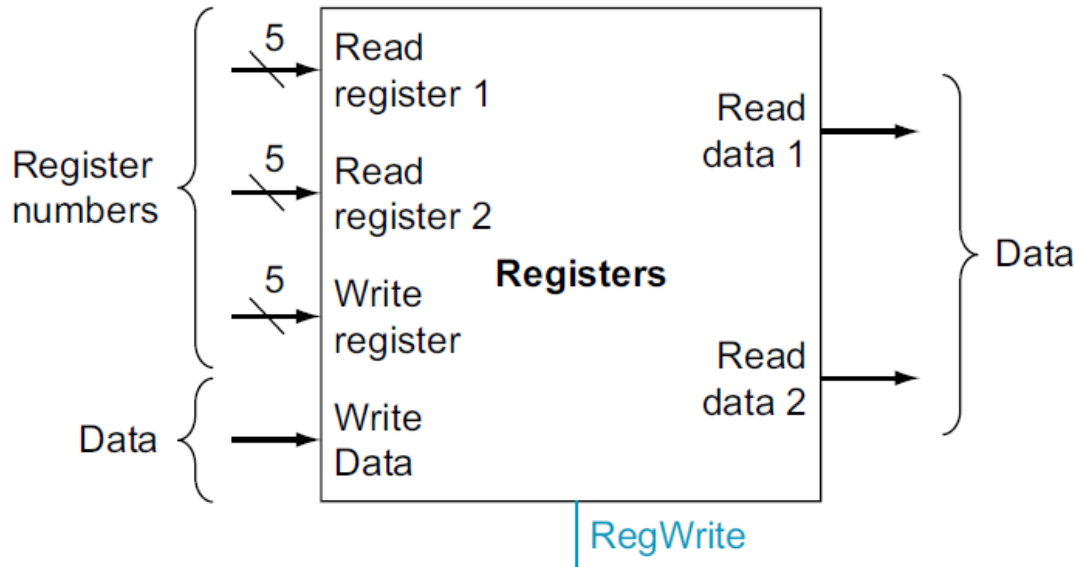 5
Read
register 1
Read
data 1
Register
numbers
5
Read
register 2
Registers
Data
5
Write
register
Read
data 2
Data
Write
Data
RegWrite